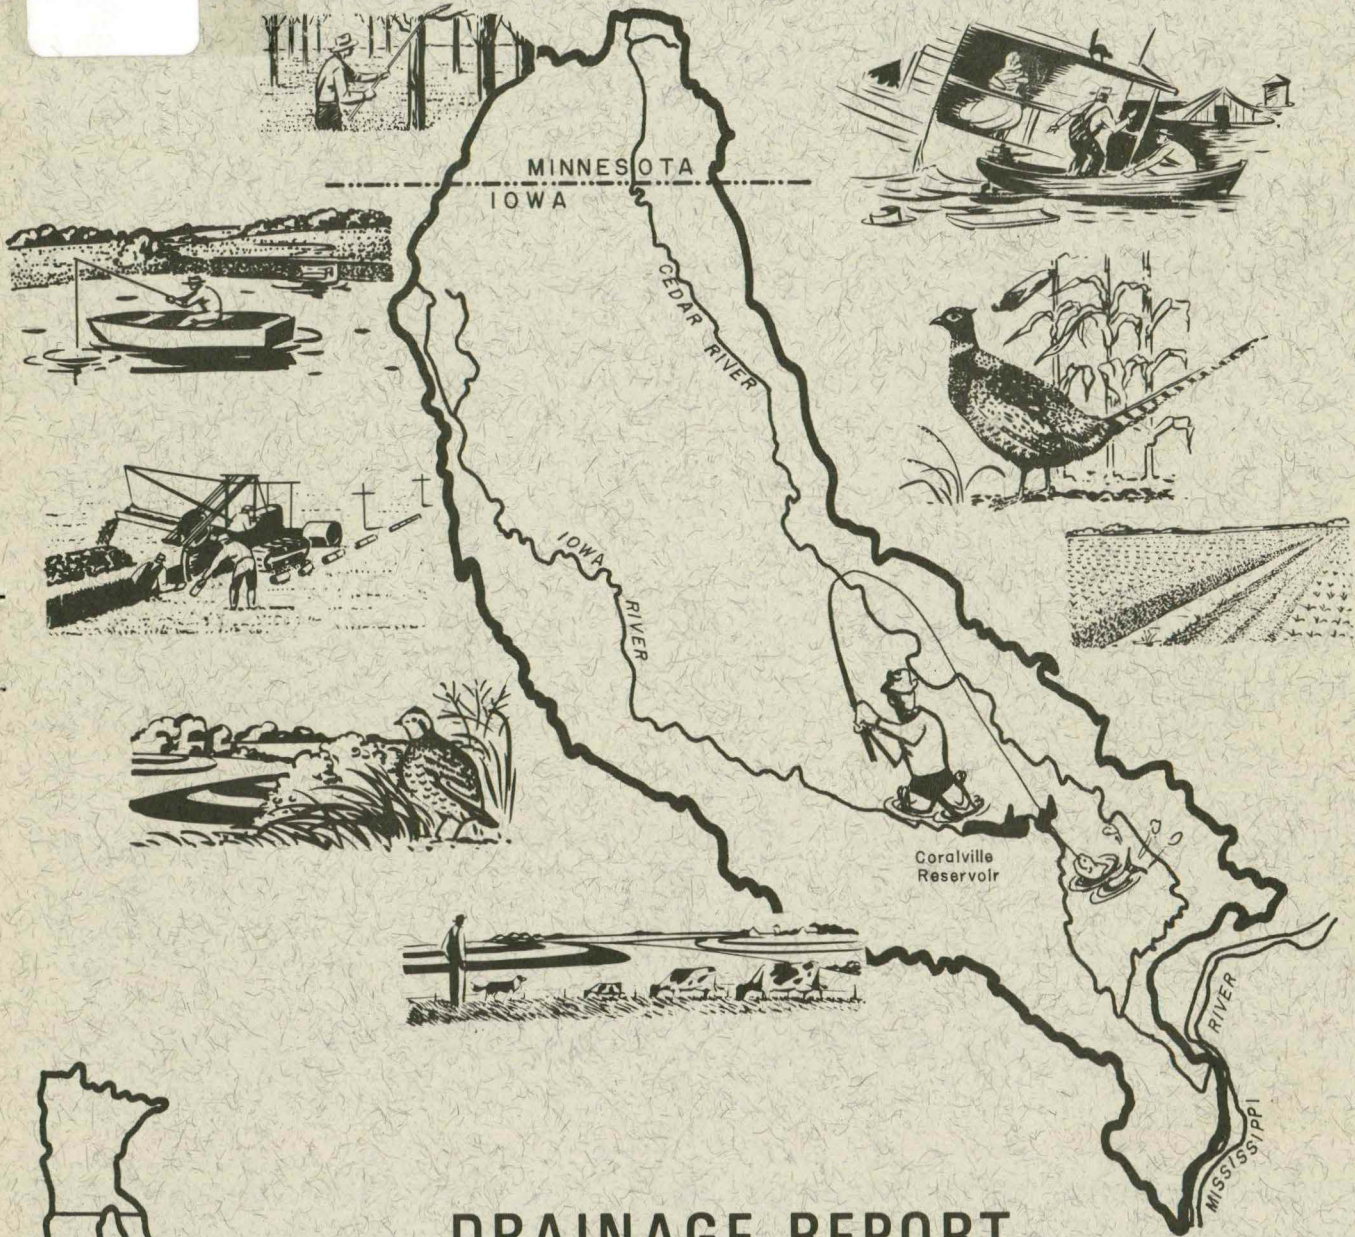 MINNESOTA
IOWA
CEDAR RIVER
IOWA RIVER
Coralville
Reservoir
RIVER
MISSISSIPPI
DRAINAGE REPORT